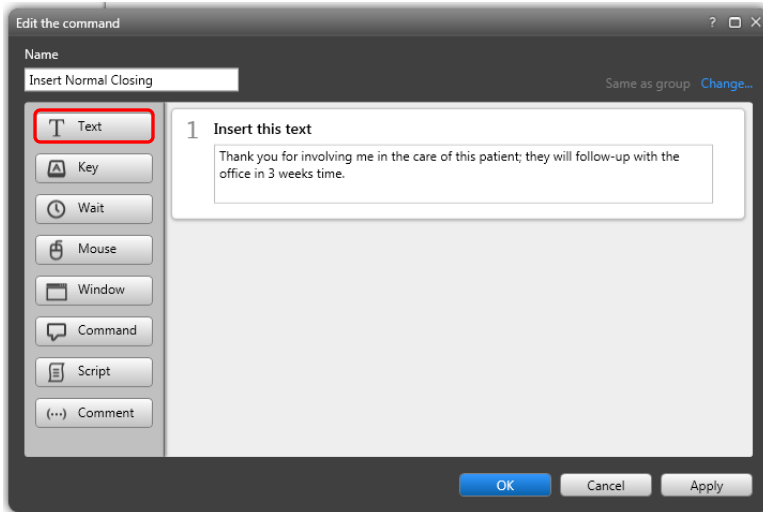 Edit the command
?
Name
Insert Normal Closing
Same as group Change...
T Text
A Key
Wait
Mouse
Window
Command
Script
(...) Comment
1 Insert this text
Thank you for involving me in the care of this patient; they will follow-up with the
office in 3 weeks time.
OK Cancel Apply